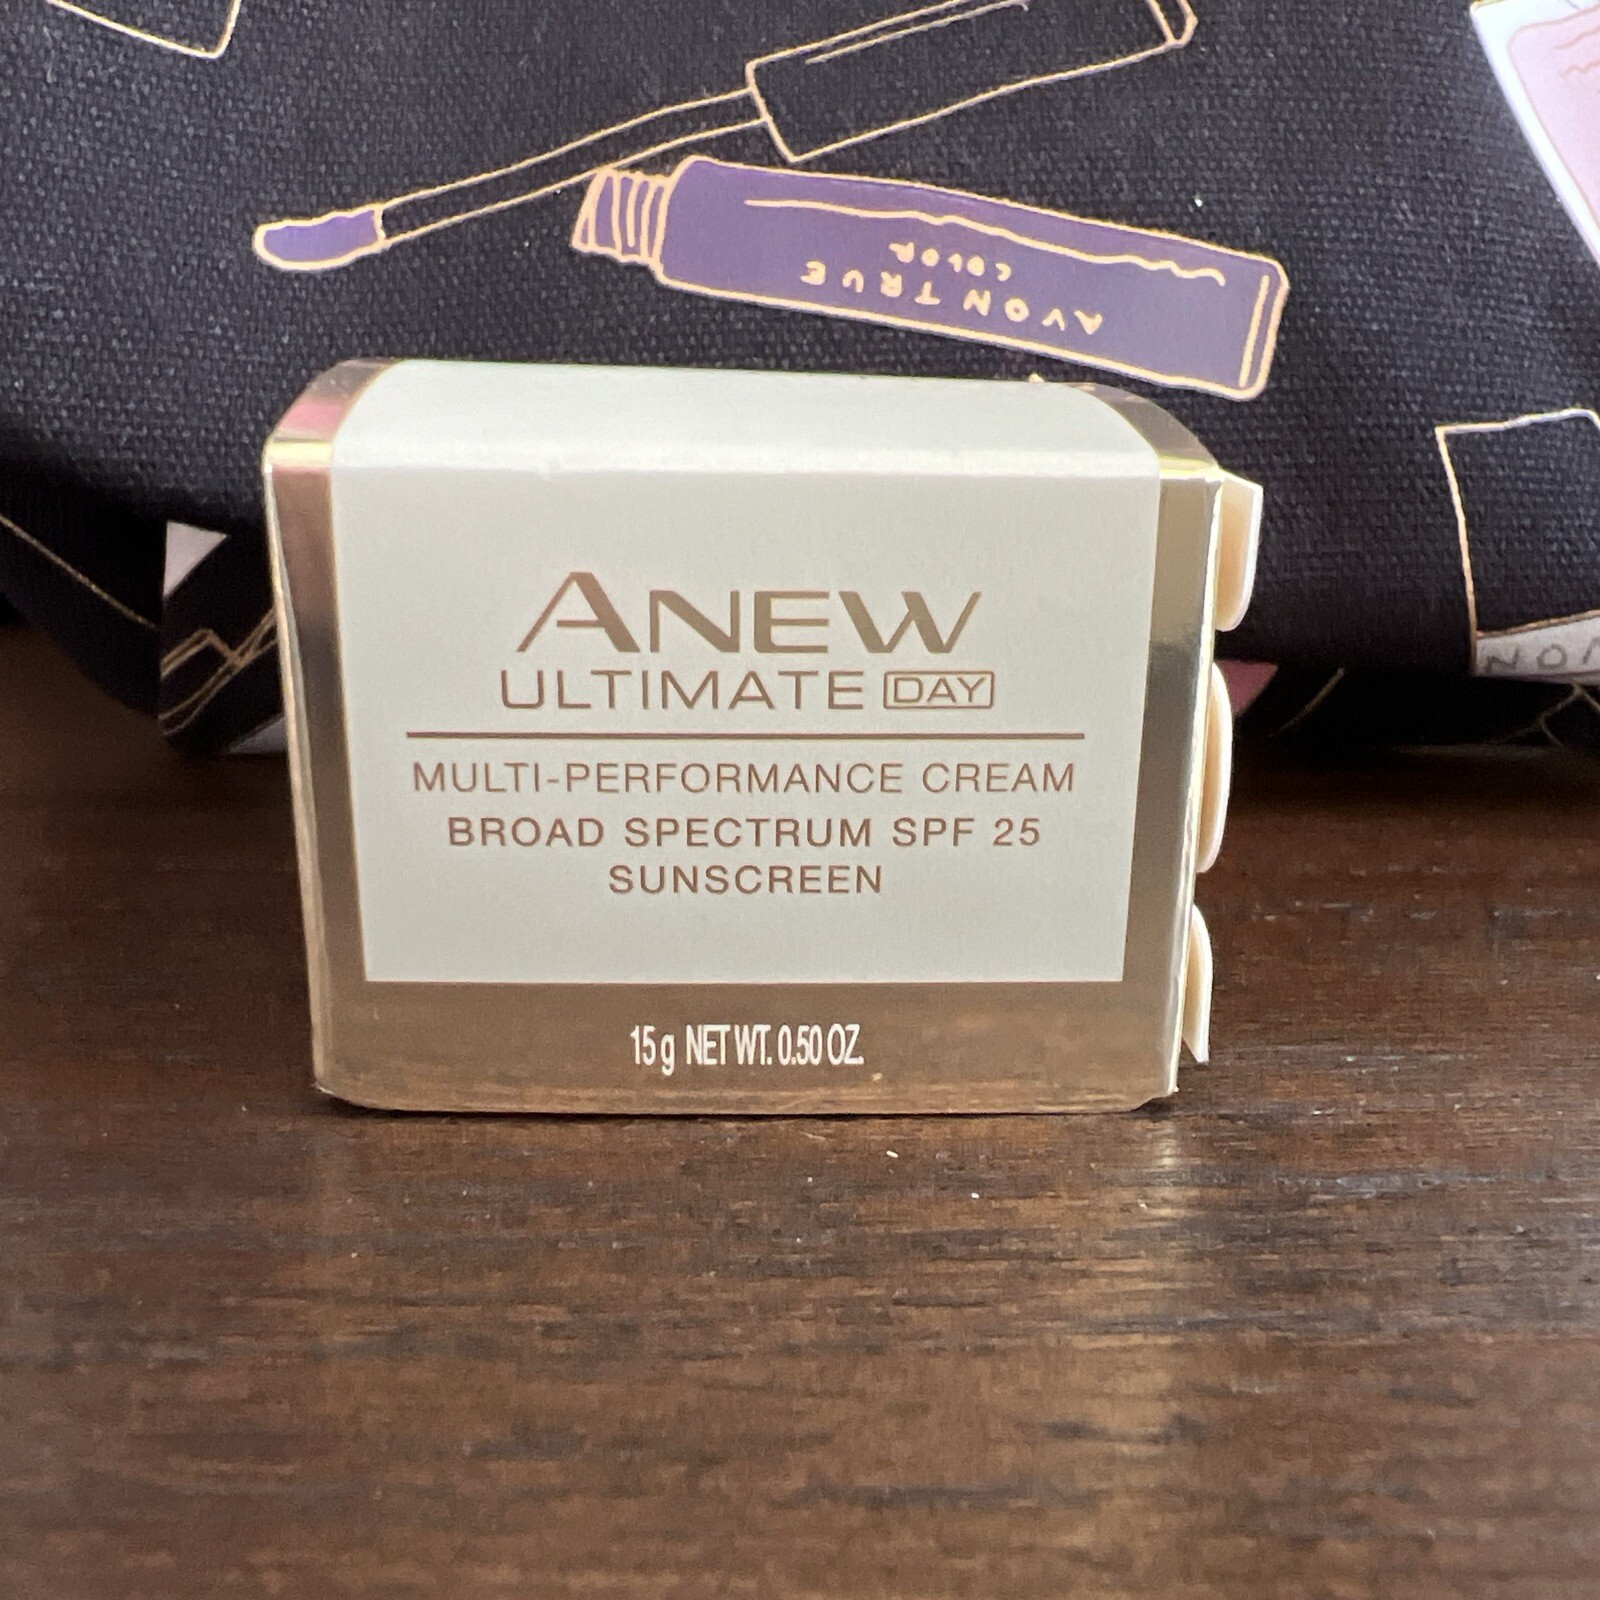 AVON TRUE
COLOR
ANEW
ULTIMATE DAY
MULTI-PERFORMANCE CREAM
BROAD SPECTRUM SPF 25
SUNSCREEN
15 g NET WT. 0.50 OZ.